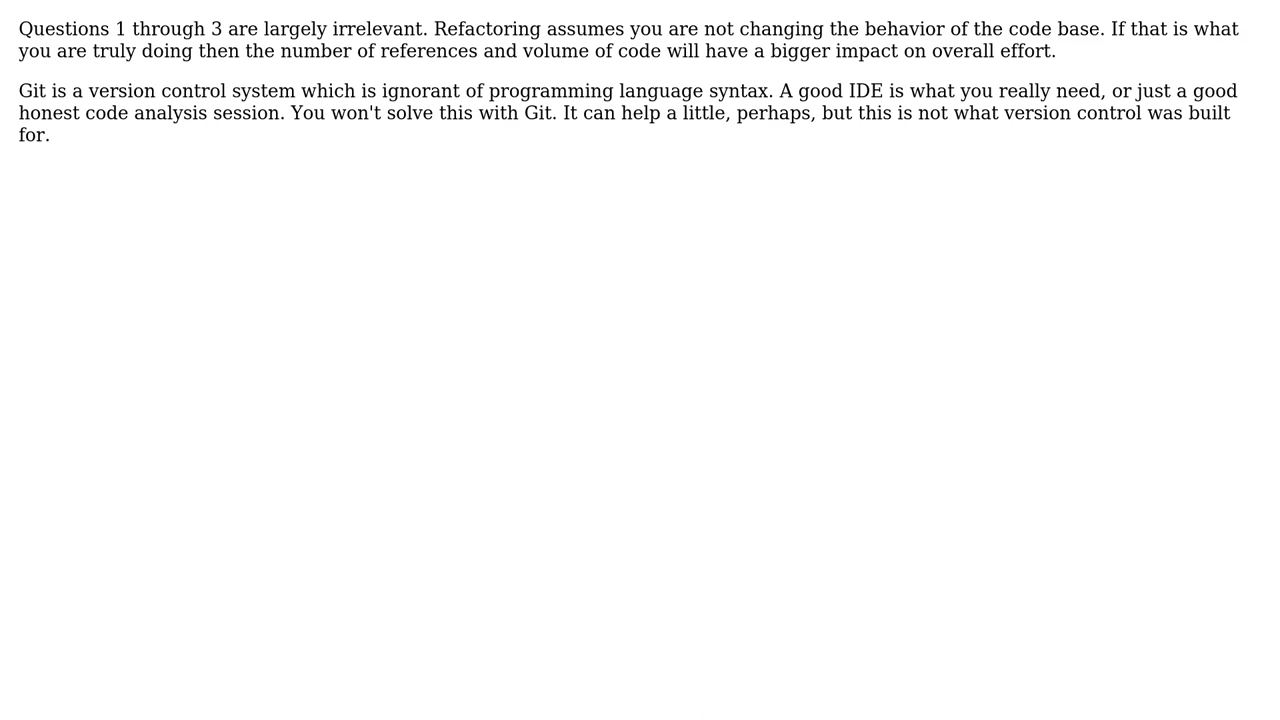 Questions 1 through 3 are largely irrelevant. Refactoring assumes you are not changing the behavior of the code base. If that is what
you are truly doing then the number of references and volume of code will have a bigger impact on overall effort.
Git is a version control system which is ignorant of programming language syntax. A good IDE is what you really need, or just a good
honest code analysis session. You won't solve this with Git. It can help a little, perhaps, but this is not what version control was built
for.